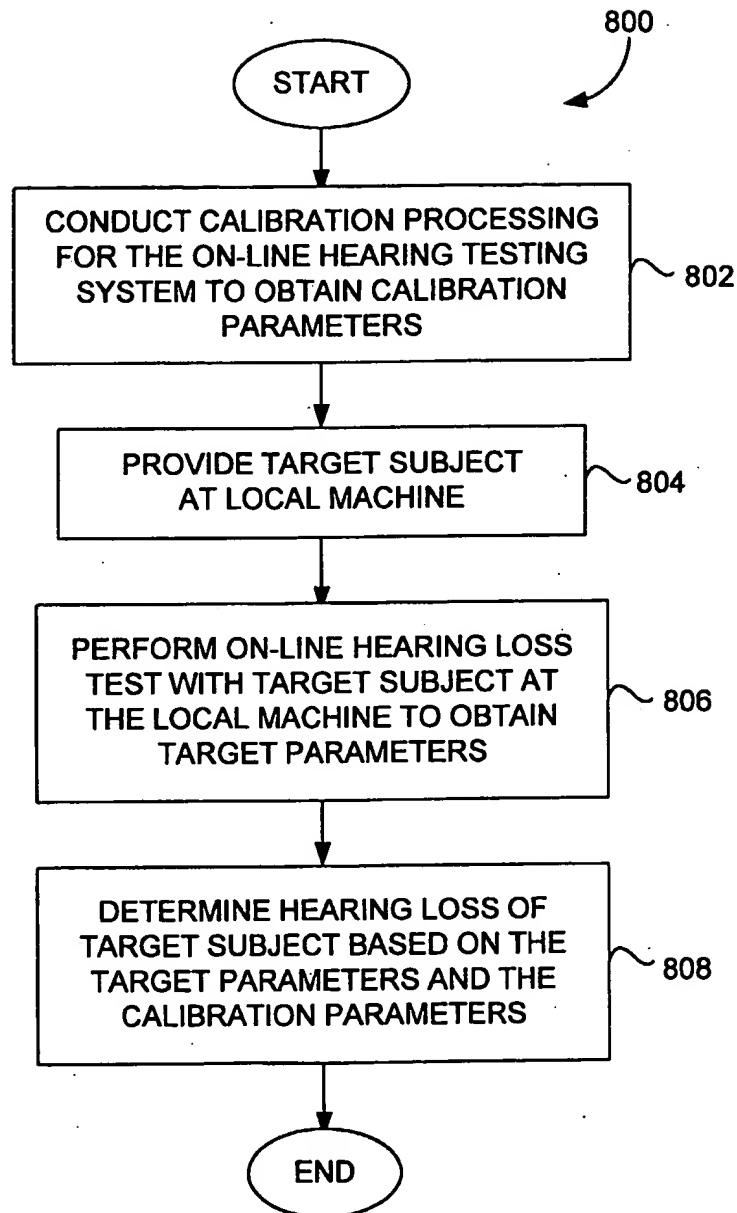 800
START
CONDUCT CALIBRATION PROCESSING
FOR THE ON-LINE HEARING TESTING
SYSTEM TO OBTAIN CALIBRATION
PARAMETERS
802
PROVIDE TARGET SUBJECT
AT LOCAL MACHINE
804
PERFORM ON-LINE HEARING LOSS
TEST WITH TARGET SUBJECT AT
THE LOCAL MACHINE TO OBTAIN
TARGET PARAMETERS
806
DETERMINE HEARING LOSS OF
TARGET SUBJECT BASED ON THE
TARGET PARAMETERS AND THE
CALIBRATION PARAMETERS
808
END